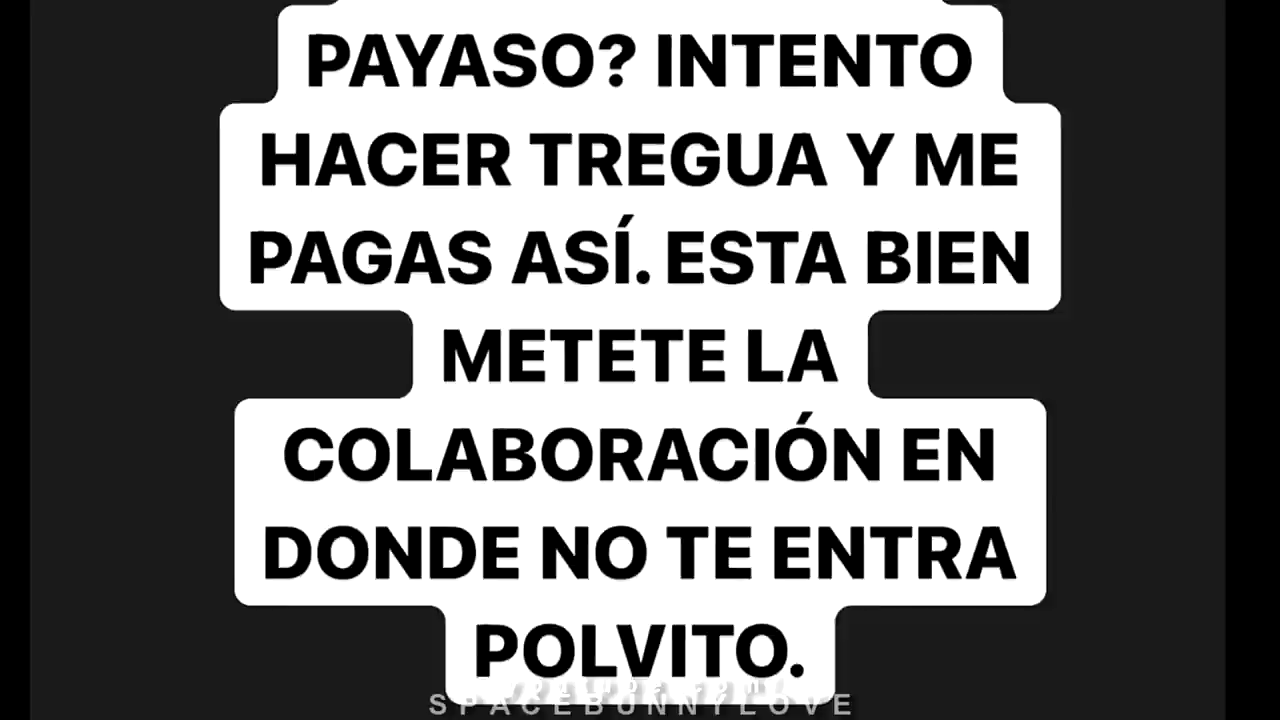 PAYASO? INTENTO
HACER TREGUA Y ME
PAGAS ASÍ. ESTA BIEN
METETE LA
COLABORACIÓN EN
DONDE NO TE ENTRA
POLVITO.
SPACEBUNNYLOVE